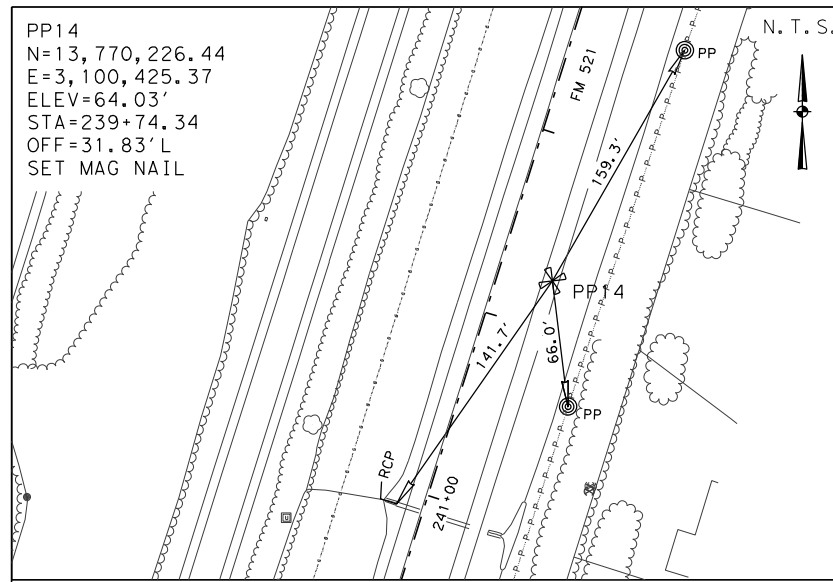 PP14
N=13,770,226.44
E=3,100,425.37
ELEV=64.03'
STA=239+74.34
OFF=31.83'L
SET MAG NAIL
N.T.S.
PP
FM 521
159.3'
PP14
141.7'
66.0'
PP
RCP
241+00